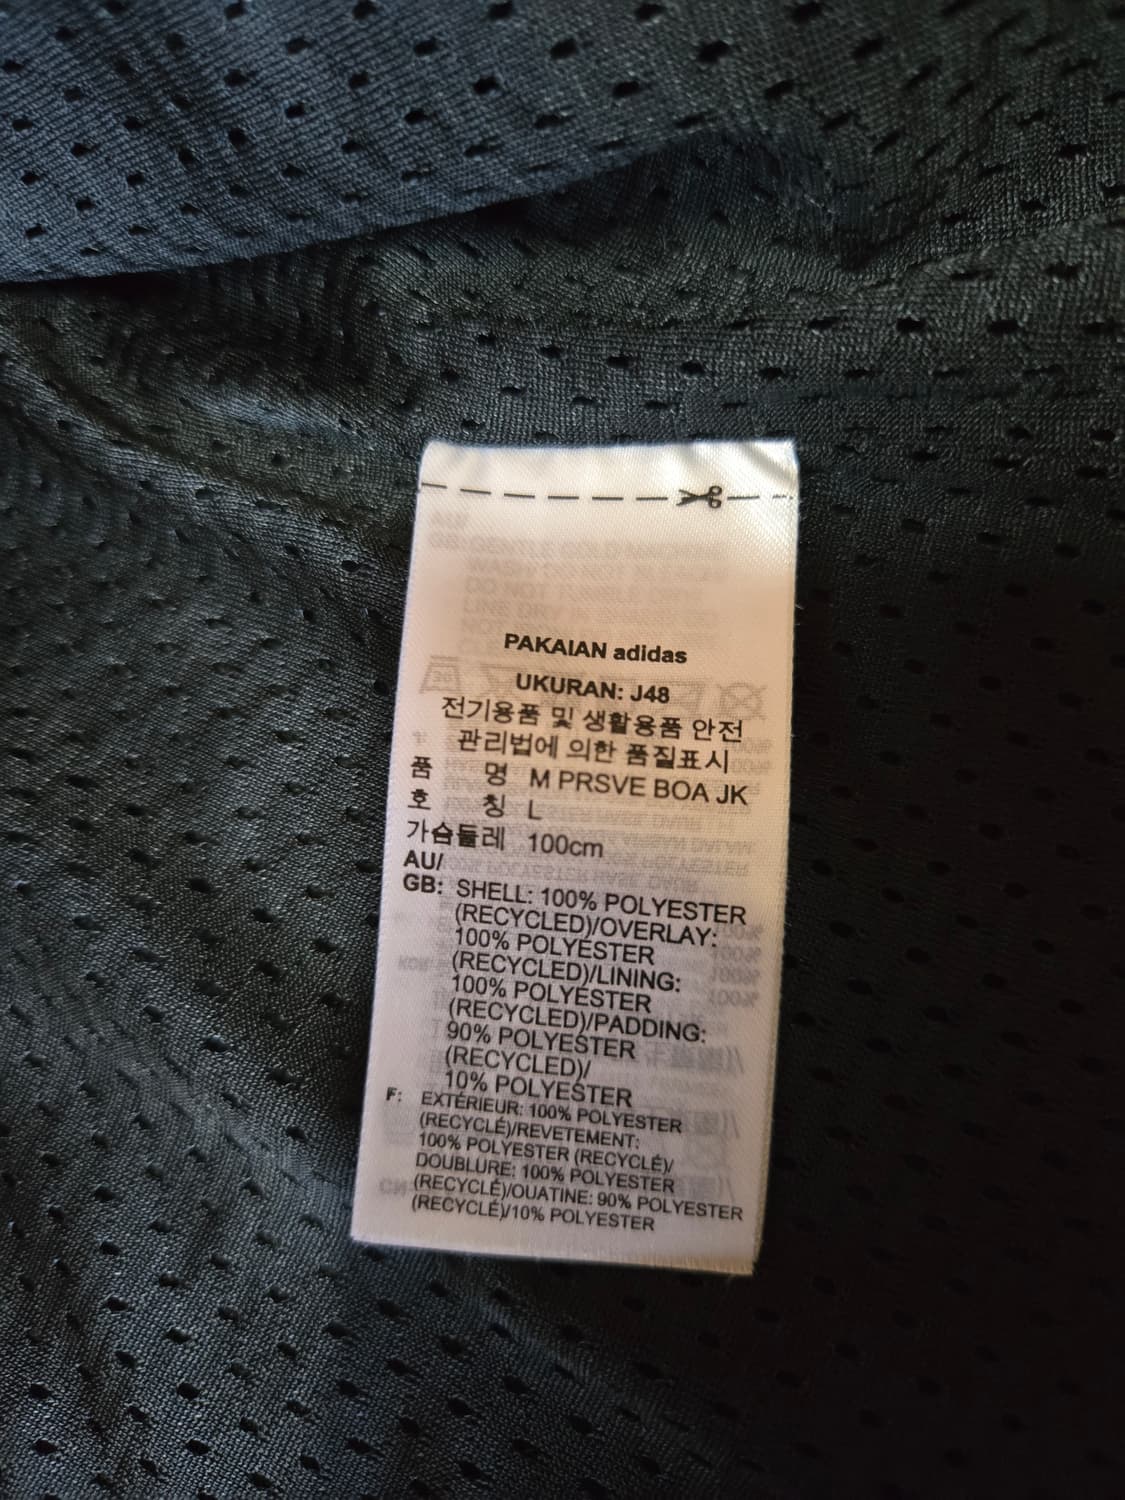 PAKAIAN adidas
UKURAN: J48
전기용품 및 생활용품 안전
관리법에 의한 품질표시
품 명 M PRSVE BOA JK
호 칭 L
가슴둘레 100cm
AU/
GB: SHELL: 100% POLYESTER
(RECYCLED)/OVERLAY:
100% POLYESTER
(RECYCLED)/LINING:
100% POLYESTER
(RECYCLED)/PADDING:
90% POLYESTER
(RECYCLED)/
10% POLYESTER
F: EXTÉRIEUR: 100% POLYESTER
(RECYCLÉ)/REVETEMENT:
100% POLYESTER (RECYCLÉ)/
DOUBLURE: 100% POLYESTER
(RECYCLÉ)/OUATINE: 90% POLYESTER
(RECYCLÉ)/10% POLYESTER